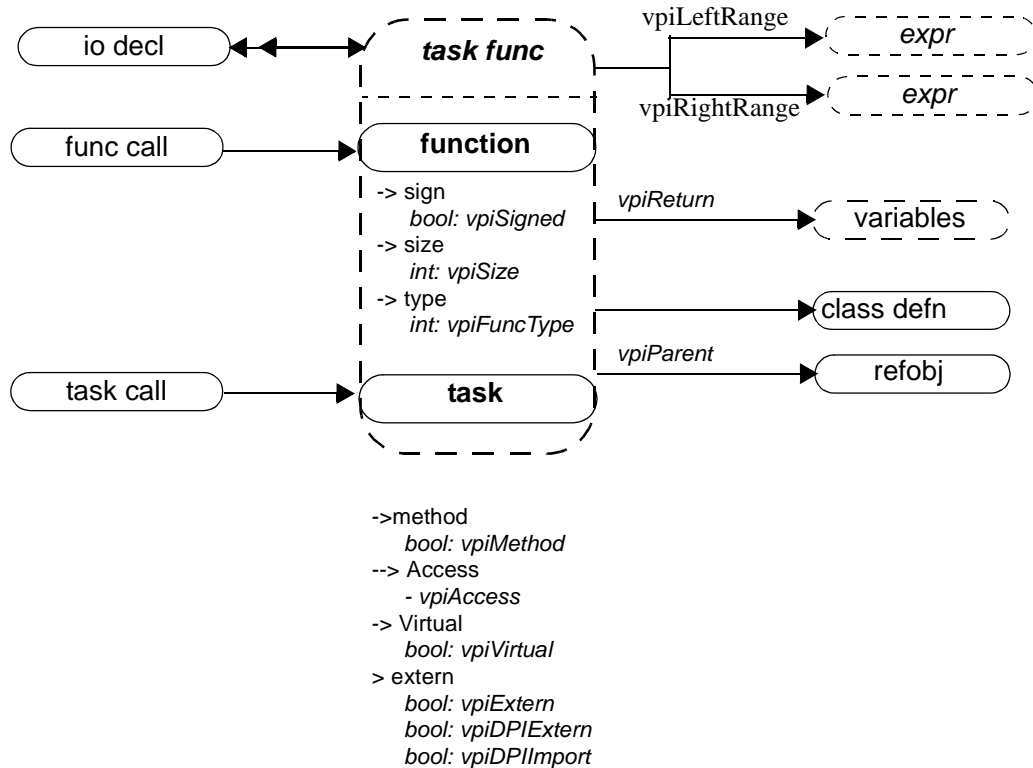 io decl
task func
vpiLeftRange
expr
vpiRightRange
expr
func call
function
-> sign
bool: vpiSigned
-> size
int: vpiSize
-> type
int: vpiFuncType
vpiReturn
variables
class defn
vpiParent
refobj
task call
task
->method
bool: vpiMethod
--> Access
- vpiAccess
-> Virtual
bool: vpiVirtual
> extern
bool: vpiExtern
bool: vpiDPIExtern
bool: vpiDPIImport